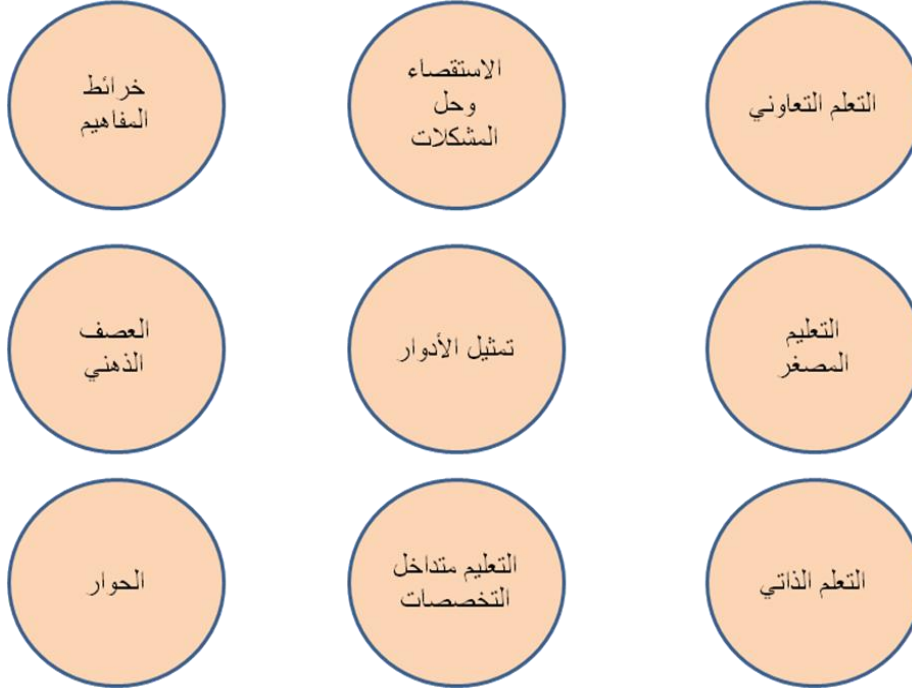 التعلم التعاوني
الاستقصاء
وحل
المشكلات
خرائط
المفاهيم
التعليم
المصغر
تمثيل الأدوار
العصف
الذهني
التعلم الذاتي
التعليم متداخل
التخصصات
الحوار